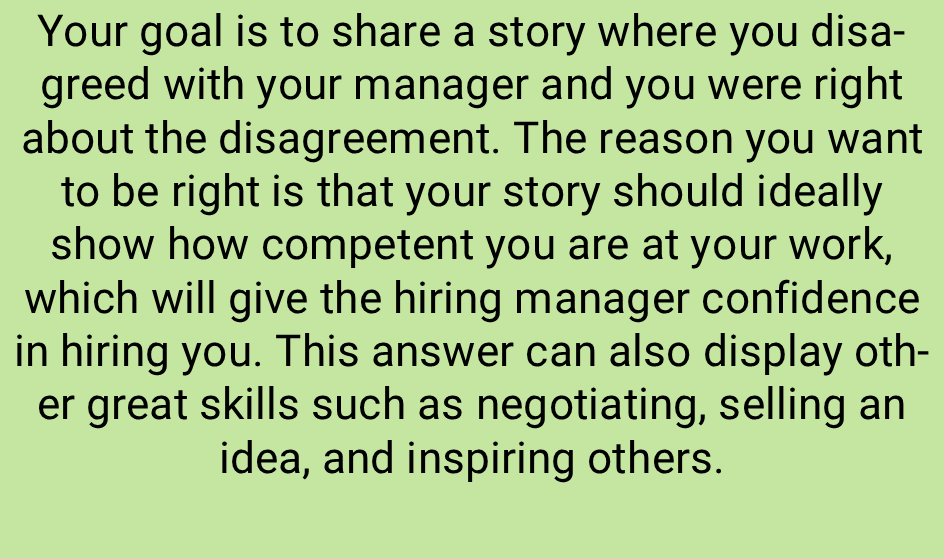 Your goal is to share a story where you disa-
greed with your manager and you were right
about the disagreement. The reason you want
to be right is that your story should ideally
show how competent you are at your work,
which will give the hiring manager confidence
in hiring you. This answer can also display oth-
er great skills such as negotiating, selling an
idea, and inspiring others.